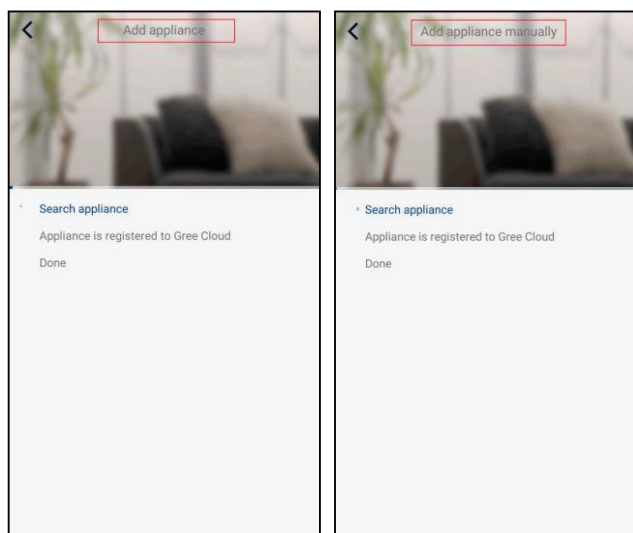 Add appliance
Search appliance
Appliance is registered to Gree Cloud
Done
Add appliance manually
Search appliance
Appliance is registered to Gree Cloud
Done